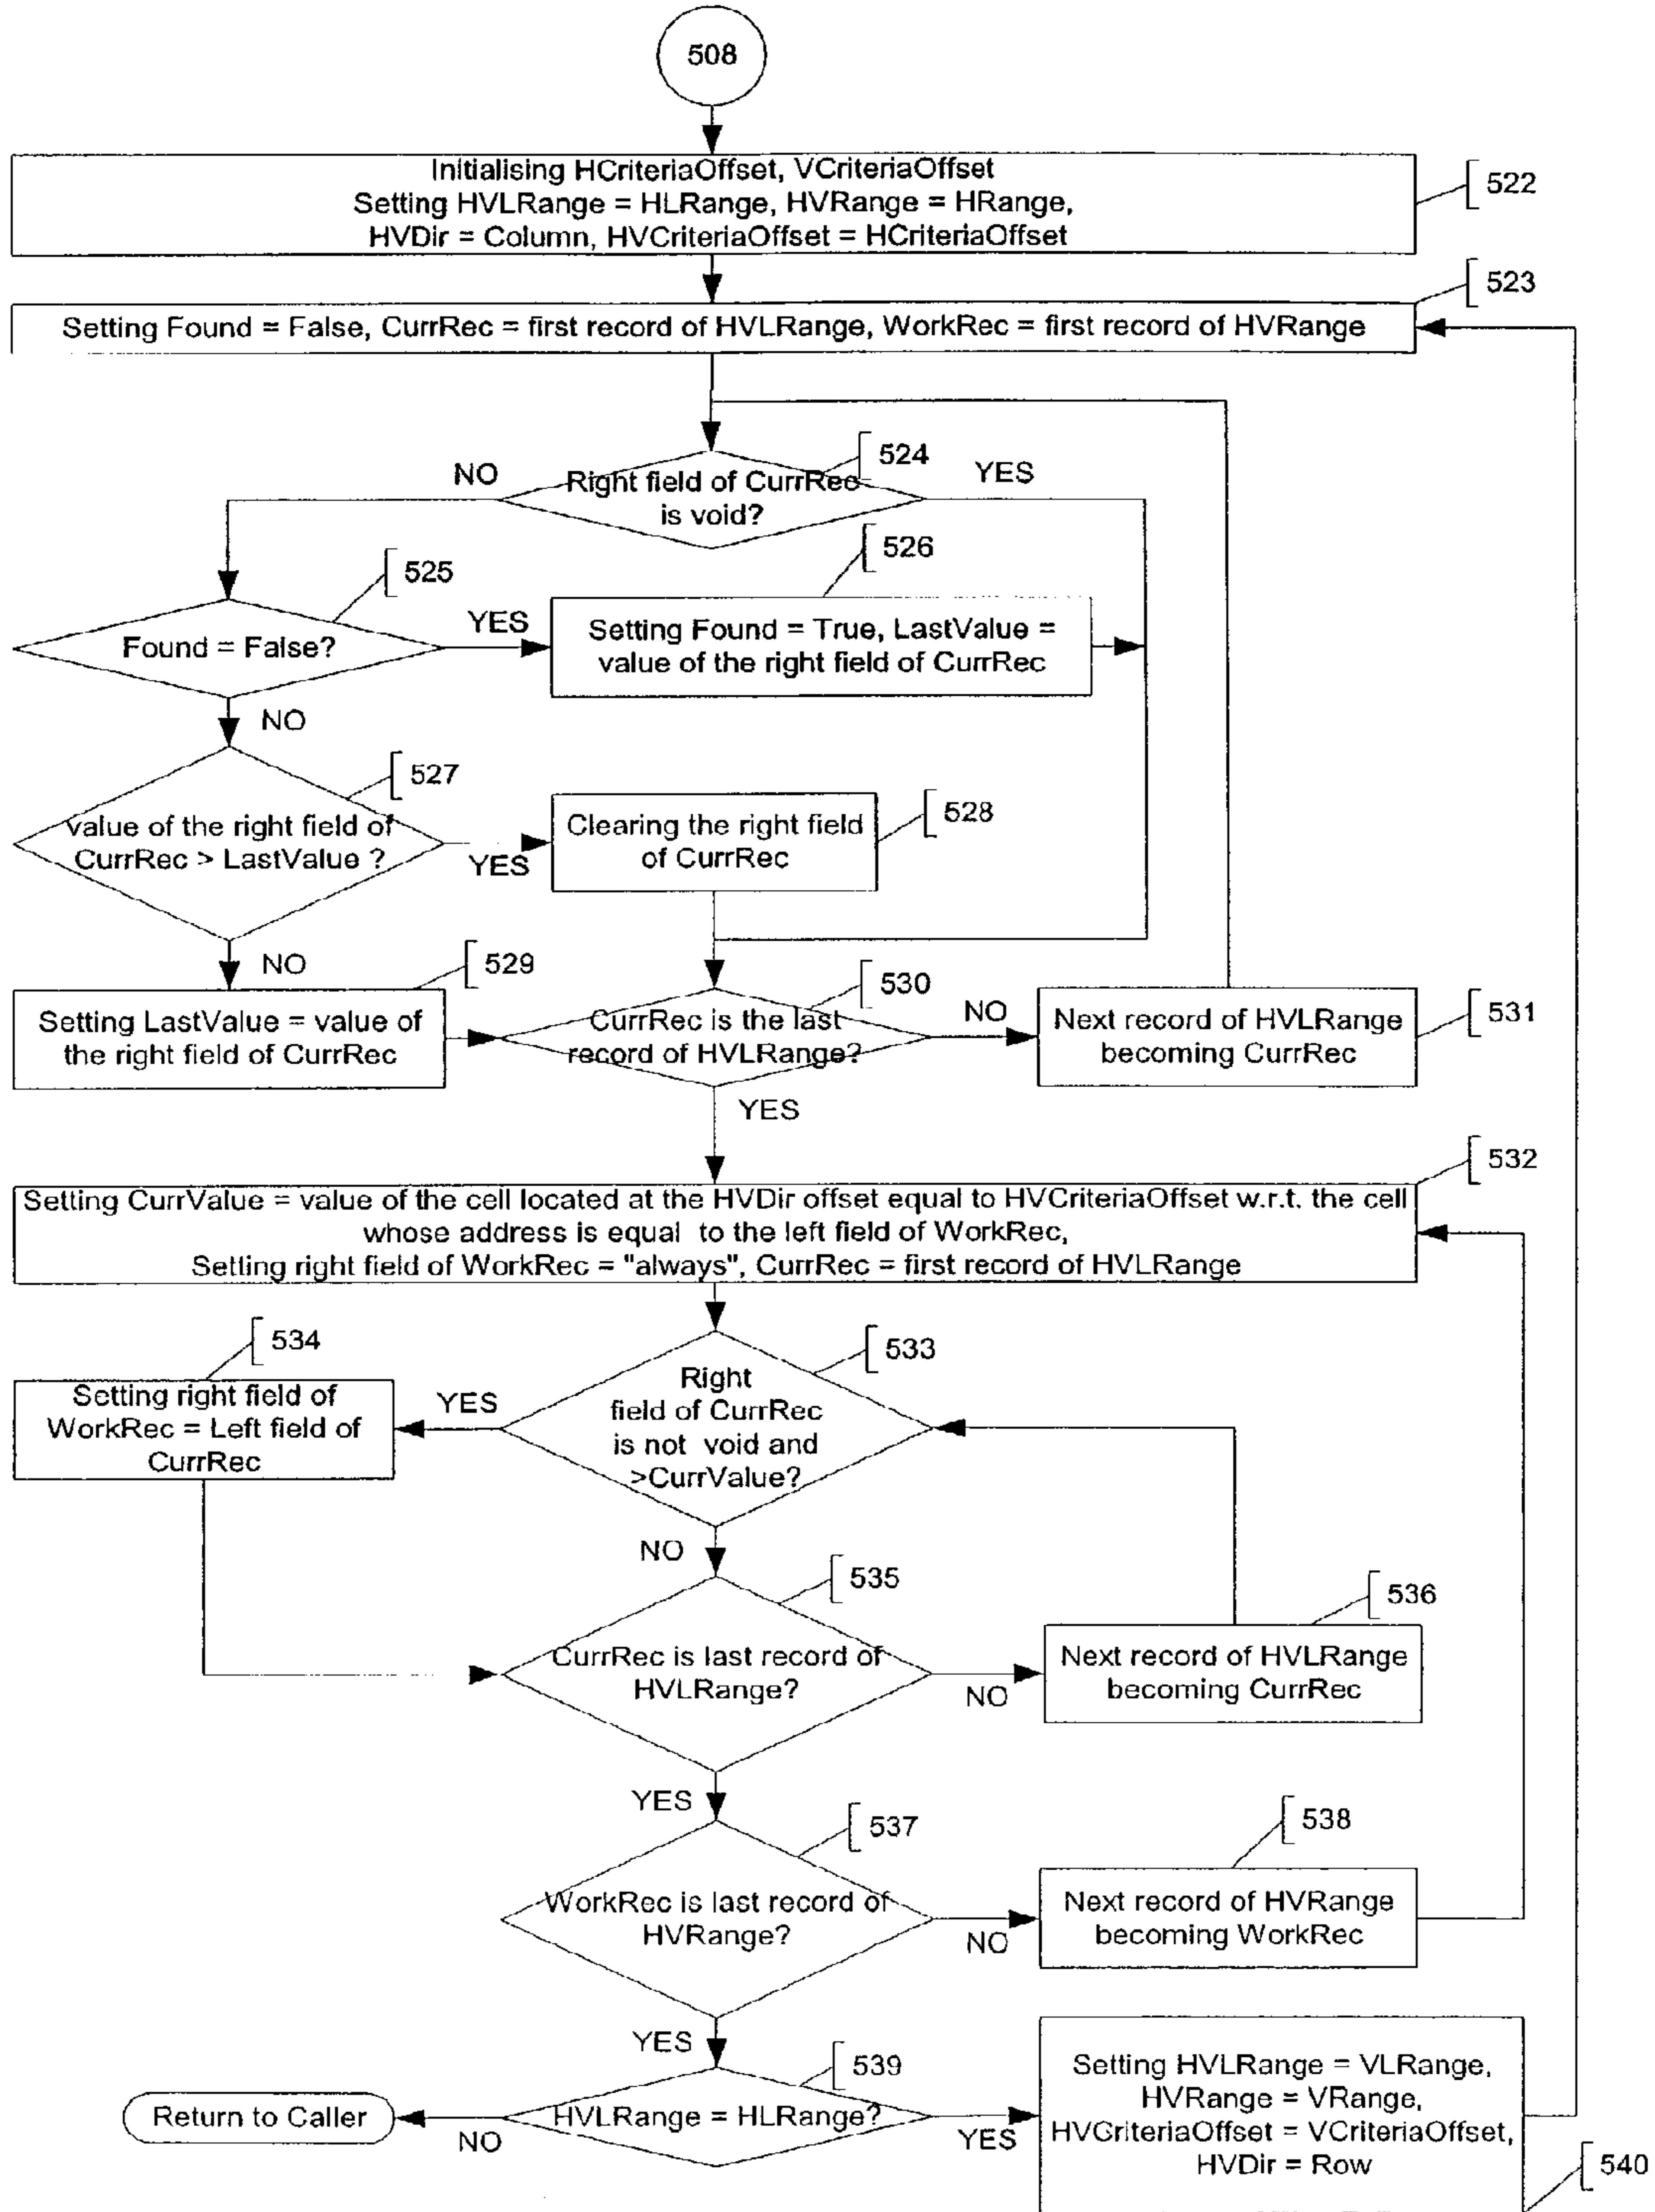 508
Initialising HCriteriaOffset, VCriteriaOffset
Setting HVLRange = HLRange, HVRange = HRange,
HVDir = Column, HVCriteriaOffset = HCriteriaOffset
522
523
Setting Found = False, CurrRec = first record of HVLRange, WorkRec = first record of HVRange
524
NO
Right field of CurrRec
is void?
YES
525
526
Found = False?
YES
Setting Found = True, LastValue =
value of the right field of CurrRec
NO
527
value of the right field of
CurrRec > LastValue ?
YES
Clearing the right field
of CurrRec
528
NO
529
530
Setting LastValue = value of
the right field of CurrRec
CurrRec is the last
record of HVLRange?
NO
Next record of HVLRange
becoming CurrRec
531
YES
532
Setting CurrValue = value of the cell located at the HVDir offset equal to HVCriteriaOffset w.r.t. the cell
whose address is equal to the left field of WorkRec,
Setting right field of WorkRec = "always", CurrRec = first record of HVLRange
534
533
Setting right field of
WorkRec = Left field of
CurrRec
YES
Right
field of CurrRec
is not void and
>CurrValue?
NO
535
536
CurrRec is last record of
HVLRange?
NO
Next record of HVLRange
becoming CurrRec
YES
537
538
WorkRec is last record of
HVRange?
NO
Next record of HVRange
becoming WorkRec
YES
539
Return to Caller
NO
HVLRange = HLRange?
YES
Setting HVLRange = VLRange,
HVRange = VRange,
HVCriteriaOffset = VCriteriaOffset,
HVDir = Row
540